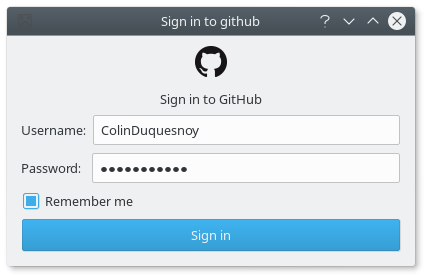 Sign in to github
Sign in to GitHub
Username: ColinDuquesnoy
Password: ●●●●●●●●●●●
Remember me
Sign in